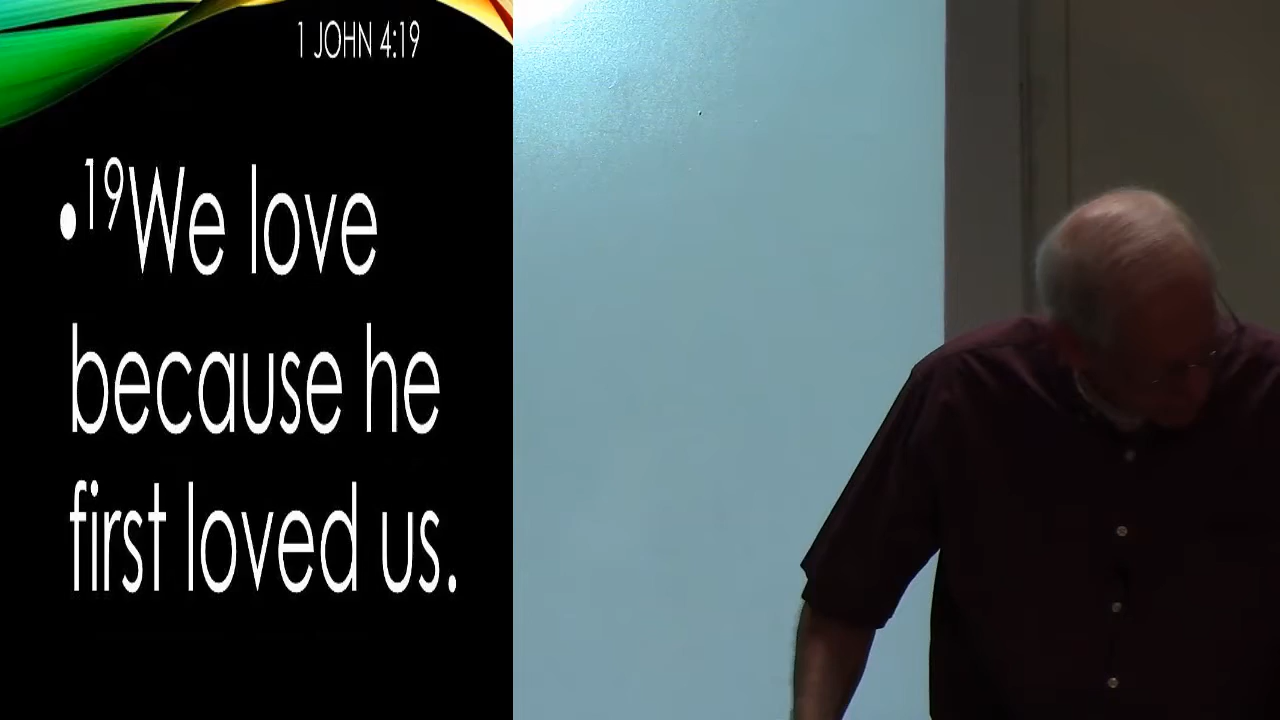 1 JOHN 4:19
•¹⁹We love
because he
first loved us.